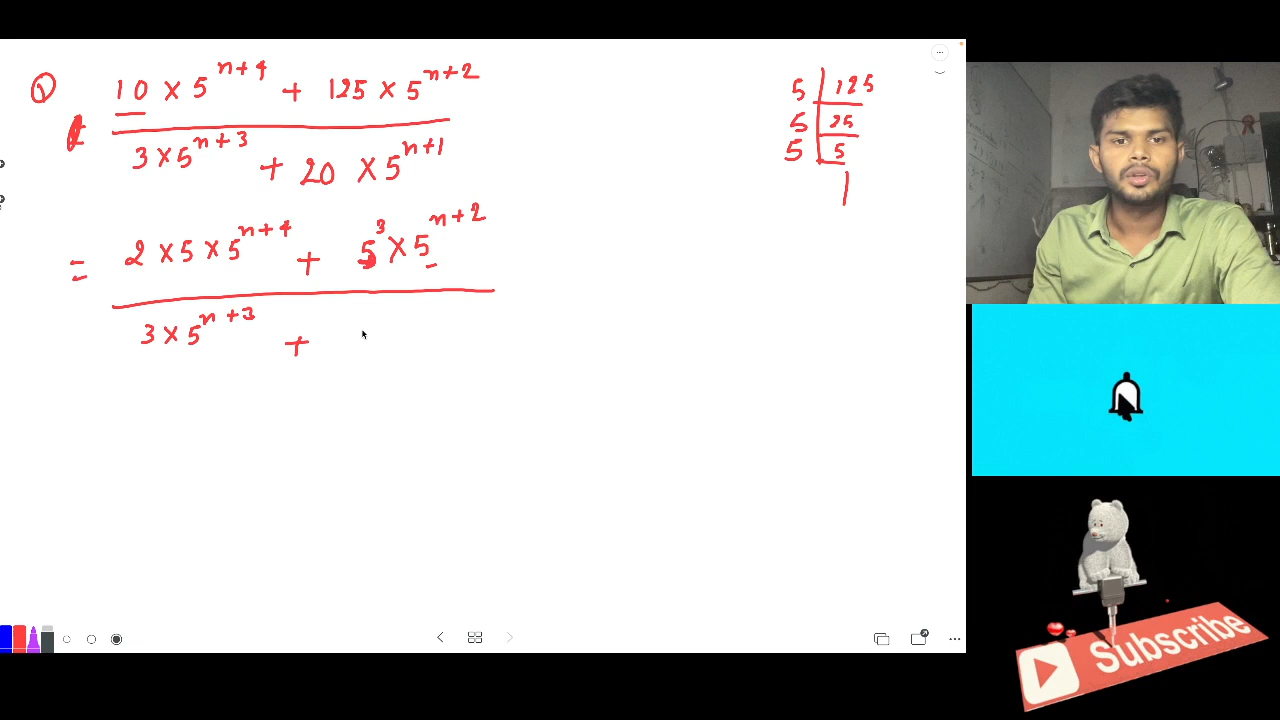 10 × 5^{n+4} + 125 × 5^{n+2}
3 × 5^{n+3} + 20 × 5^{n+1}
= 2 × 5 × 5^{n+4} + 5^3 × 5^{n+2}
3 × 5^{n+3} +
5 | 125
5 | 25
5 | 5
1
Subscribe